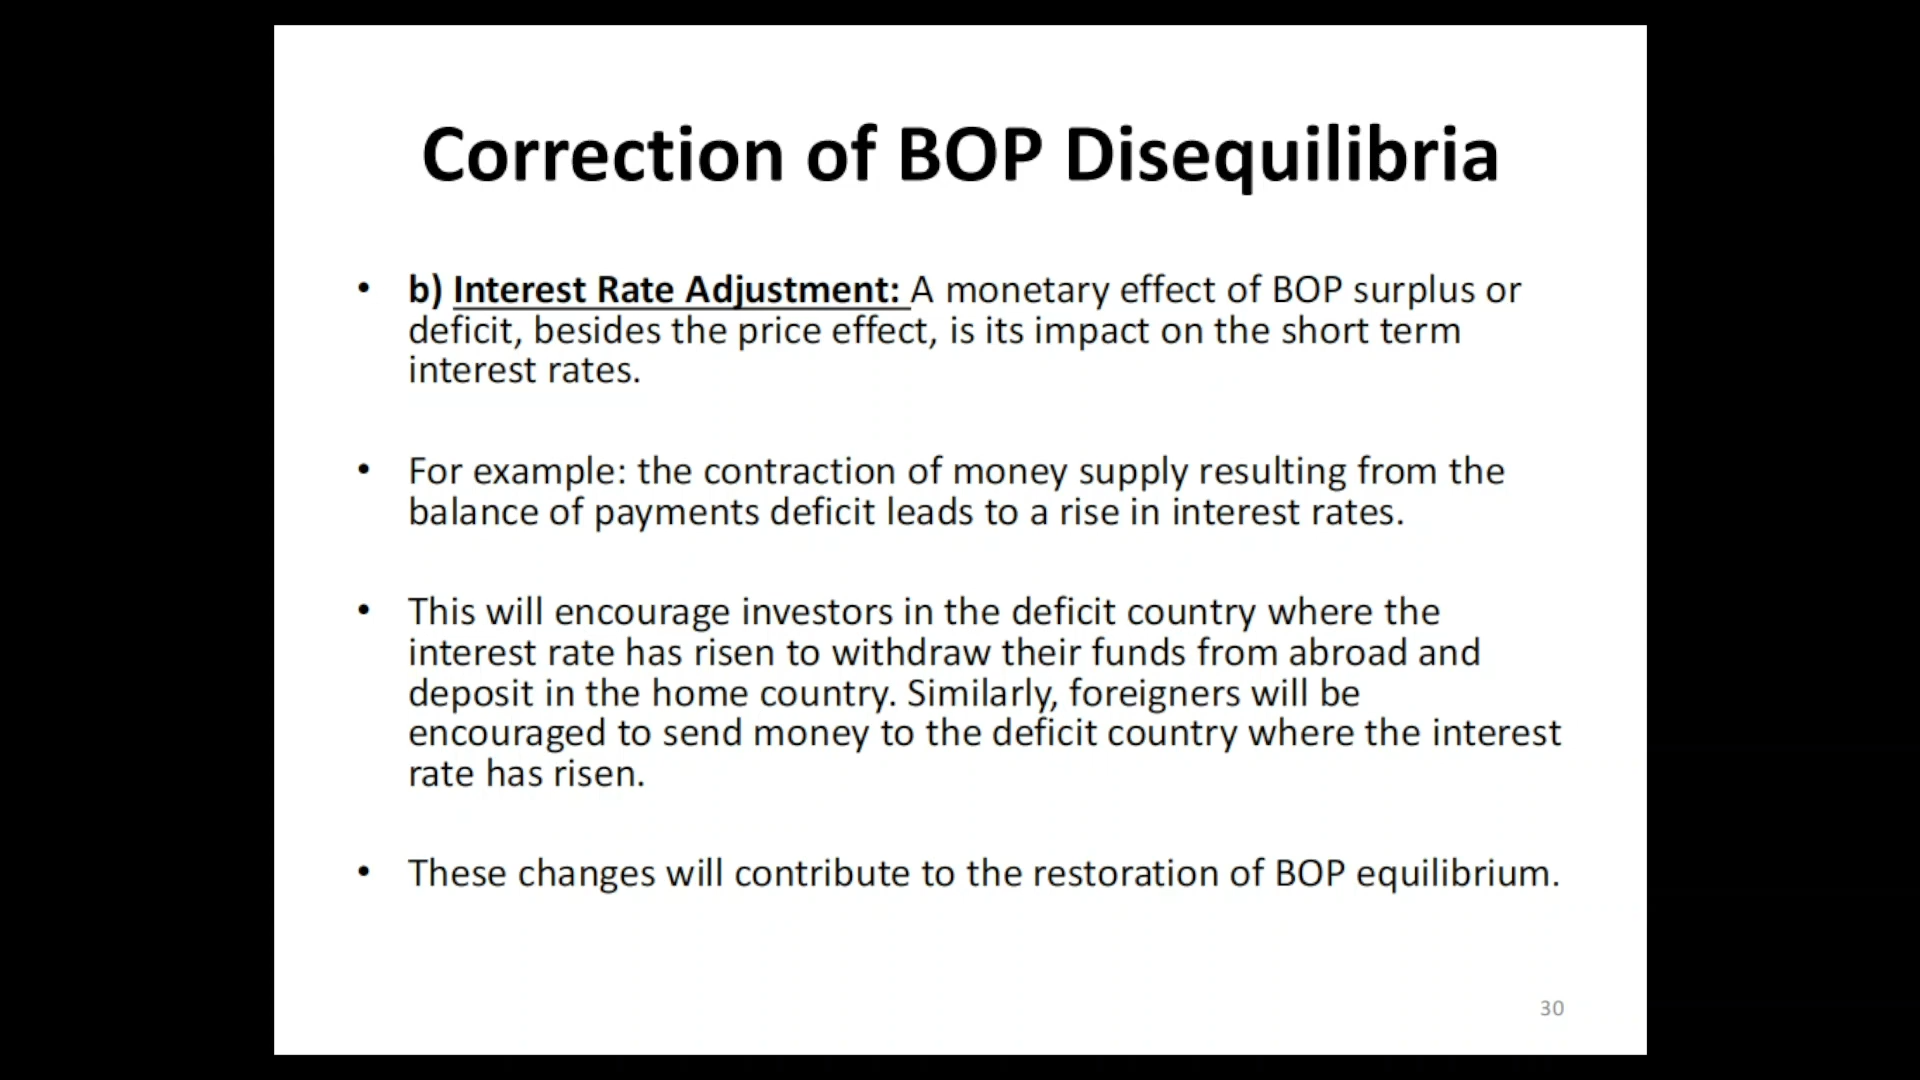 Correction of BOP Disequilibria
• b) Interest Rate Adjustment: A monetary effect of BOP surplus or
deficit, besides the price effect, is its impact on the short term
interest rates.
• For example: the contraction of money supply resulting from the
balance of payments deficit leads to a rise in interest rates.
• This will encourage investors in the deficit country where the
interest rate has risen to withdraw their funds from abroad and
deposit in the home country. Similarly, foreigners will be
encouraged to send money to the deficit country where the interest
rate has risen.
• These changes will contribute to the restoration of BOP equilibrium.
30